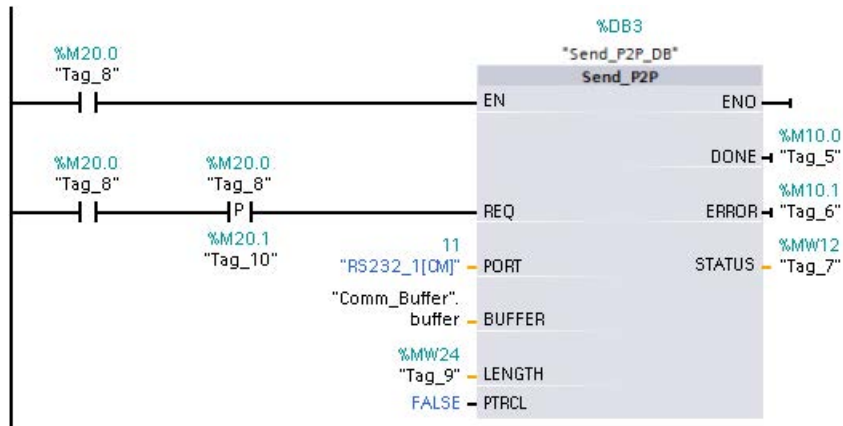 %DB3
"Send_P2P_DB"
Send_P2P
%M20.0
"Tag_8"
EN
ENO
%M10.0
DONE
"Tag_5"
%M20.0
"Tag_8"
%M20.0
"Tag_8"
P
%M20.1
"Tag_10"
REQ
%M10.1
ERROR
"Tag_6"
11
"RS232_1[CM]"
PORT
%MW12
STATUS
"Tag_7"
"Comm_Buffer".
buffer
BUFFER
%MW24
"Tag_9"
LENGTH
FALSE
PTRCL